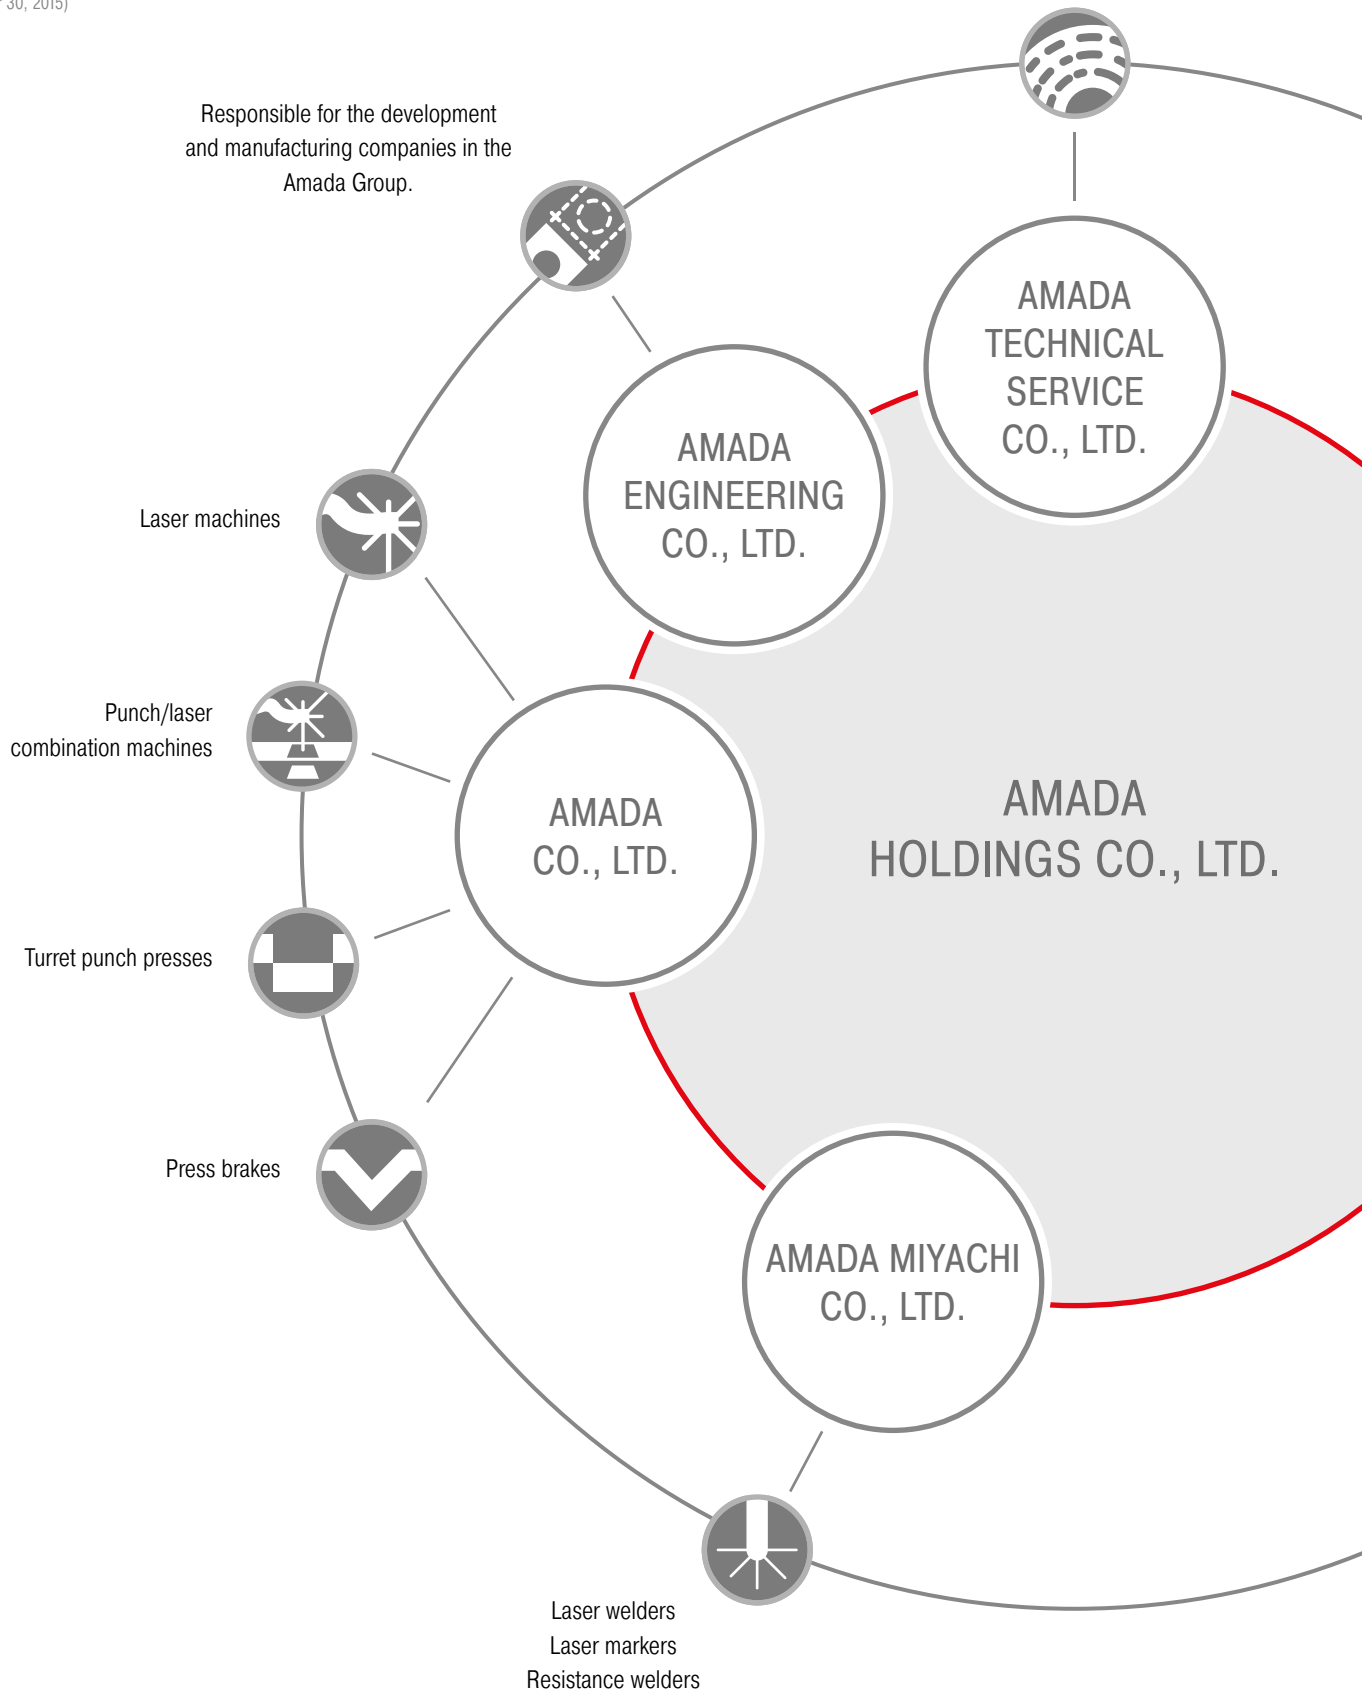 30, 2015)
Responsible for the development
and manufacturing companies in the
Amada Group.
AMADA
TECHNICAL
SERVICE
CO., LTD.
AMADA
ENGINEERING
CO., LTD.
Laser machines
Punch/laser
combination machines
AMADA
CO., LTD.
AMADA
HOLDINGS CO., LTD.
Turret punch presses
Press brakes
AMADA MIYACHI
CO., LTD.
Laser welders
Laser markers
Resistance welders